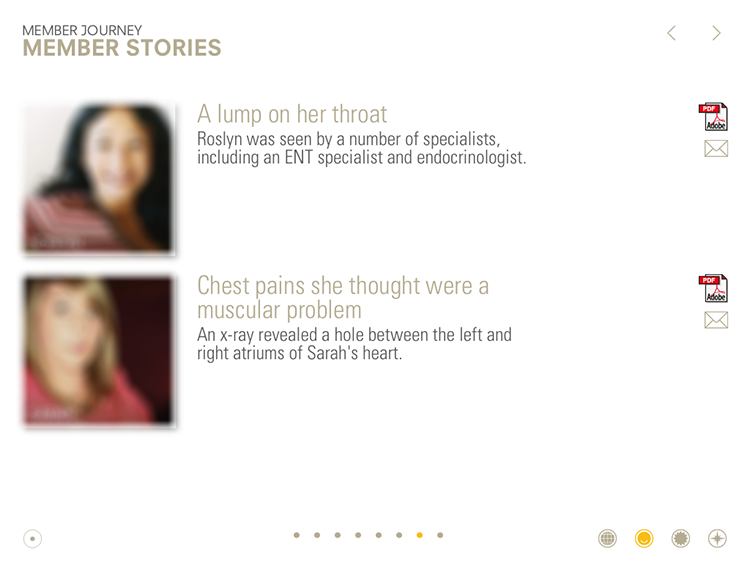 MEMBER JOURNEY
MEMBER STORIES
A lump on her throat
Roslyn was seen by a number of specialists,
including an ENT specialist and endocrinologist.
PDF
Adobe
Chest pains she thought were a
muscular problem
An x-ray revealed a hole between the left and
right atriums of Sarah's heart.
PDF
Adobe